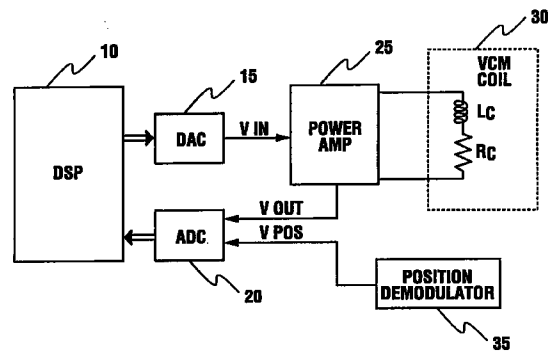 10
15
25
30
VCM
COIL
LC
RC
DSP
DAC
V IN
POWER
AMP
V OUT
V POS
ADC
20
POSITION
DEMODULATOR
35